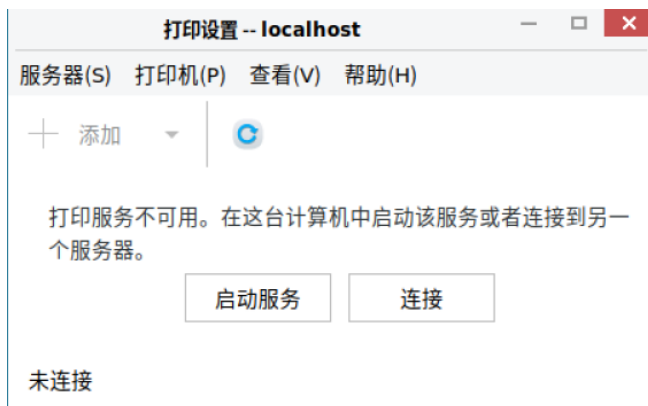 打印设置 -- localhost
服务器(S) 打印机(P) 查看(V) 帮助(H)
添加
打印服务不可用。在这台计算机中启动该服务或者连接到另一
个服务器。
启动服务 连接
未连接